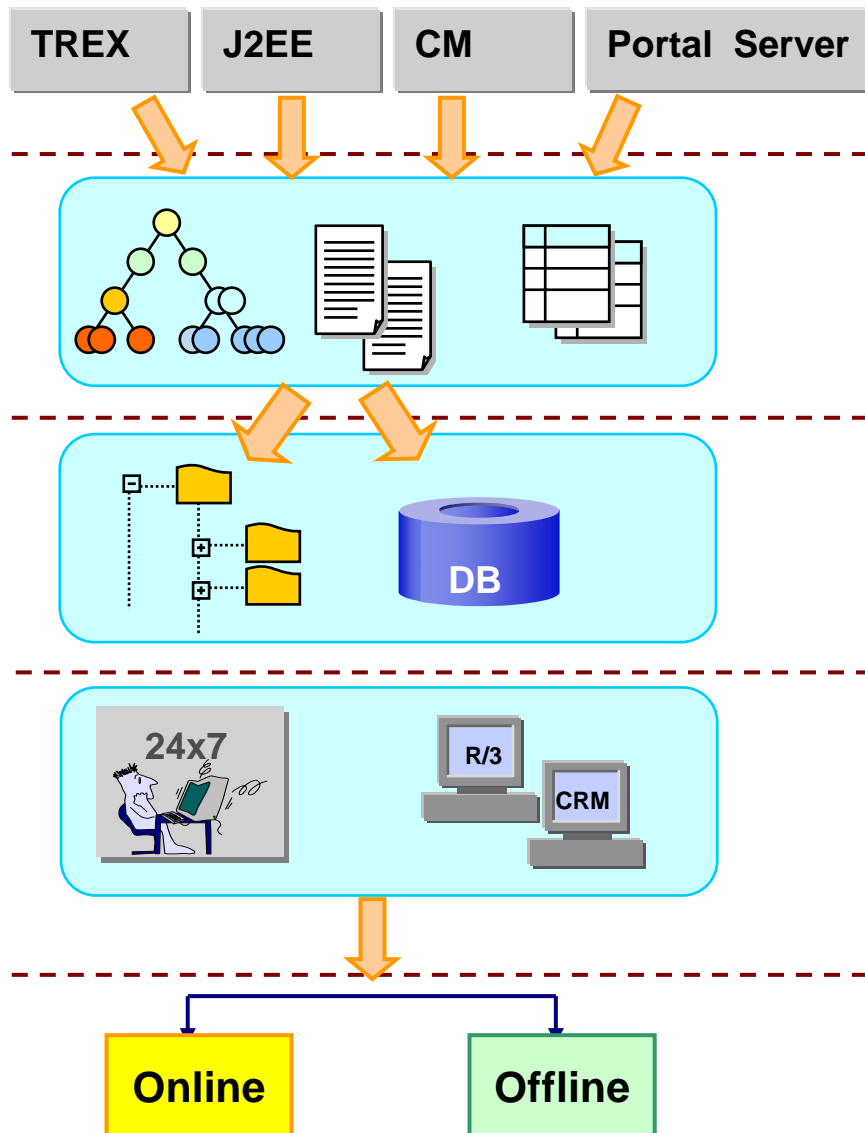 TREX
J2EE
CM
Portal Server
DB
24x7
R/3
CRM
Online
Offline